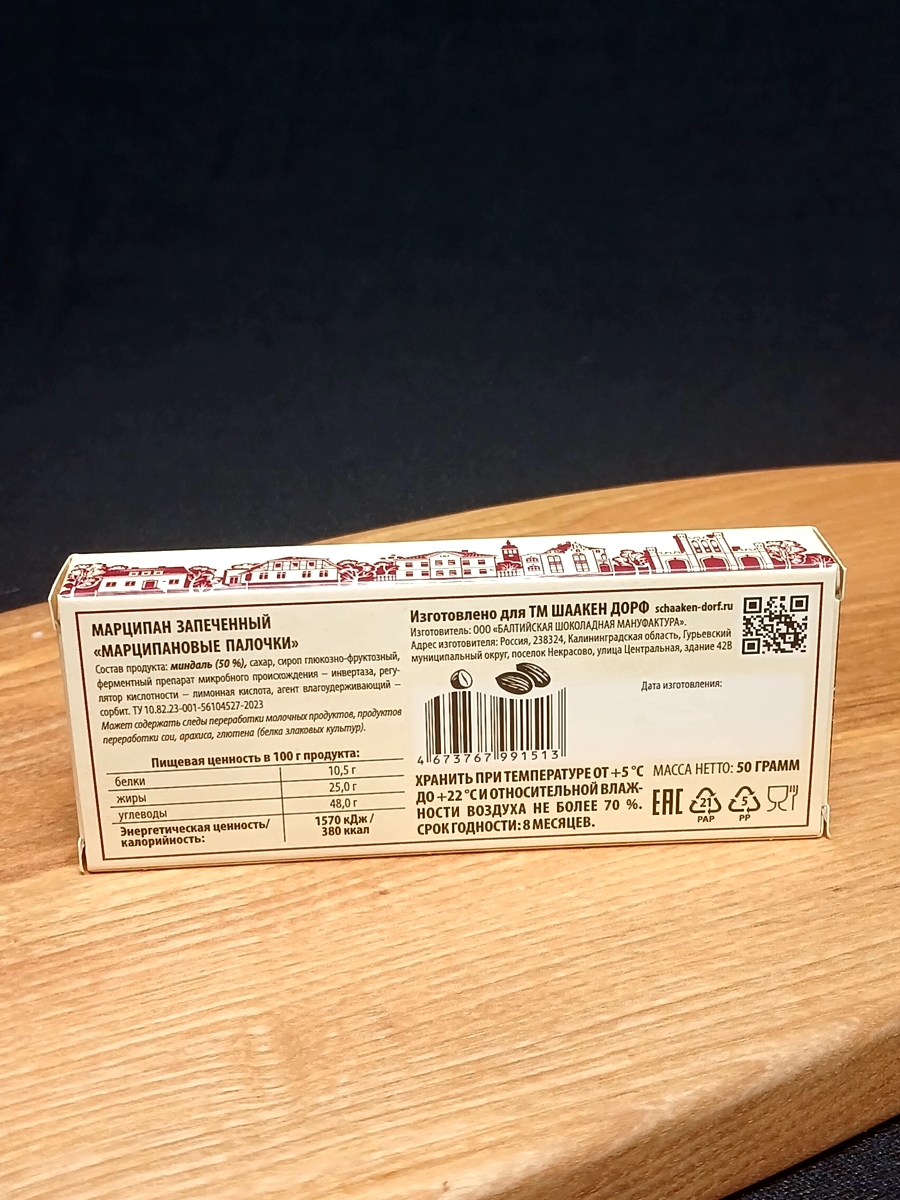 МАРЦИПАН ЗАПЕЧЕННЫЙ
«МАРЦИПАНОВЫЕ ПАЛОЧКИ»
Состав продукта: миндаль (50 %), сахар, сироп глюкозно-фруктозный,
ферментный препарат микробного происхождения – инвертаза, регу-
лятор кислотности – лимонная кислота, агент влагоудерживающий –
сорбит. ТУ 10.82.23-001-56104527-2023
Может содержать следы переработки молочных продуктов, продуктов
переработки сои, арахиса, глютена (белка злаковых культур).
Пищевая ценность в 100 г продукта:
белки 10,5 г
жиры 25,0 г
углеводы 48,0 г
Энергетическая ценность/ 1570 кДж /
калорийность: 380 ккал
Изготовлено для ТМ ШААКЕН ДОРФ schaaken-dorf.ru
Изготовитель: ООО «БАЛТИЙСКАЯ ШОКОЛАДНАЯ МАНУФАКТУРА».
Адрес изготовителя: Россия, 238324, Калининградская область, Гурьевский
муниципальный округ, поселок Некрасово, улица Центральная, здание 42В
Дата изготовления:
4 673767 991513
ХРАНИТЬ ПРИ ТЕМПЕРАТУРЕ ОТ +5 °С
ДО +22 °С И ОТНОСИТЕЛЬНОЙ ВЛАЖ-
НОСТИ ВОЗДУХА НЕ БОЛЕЕ 70 %.
СРОК ГОДНОСТИ: 8 МЕСЯЦЕВ.
МАССА НЕТТО: 50 ГРАММ
EAC 21 5
PAP PP